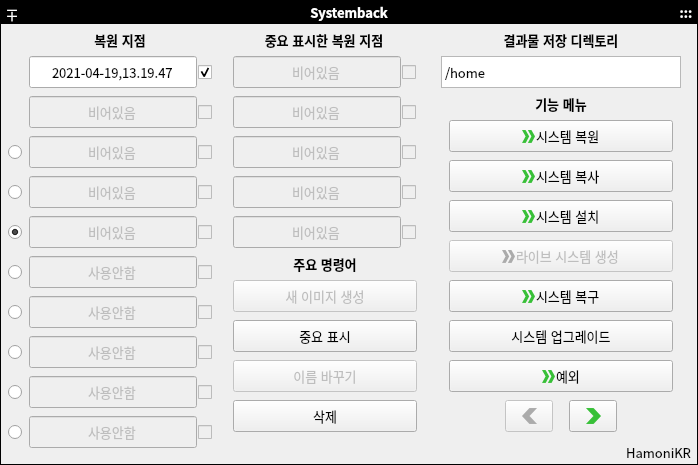 Systemback
복원 지점
2021-04-19,13.19.47
비어있음
비어있음
비어있음
비어있음
사용안함
사용안함
사용안함
사용안함
사용안함
중요 표시한 복원 지점
비어있음
비어있음
비어있음
비어있음
비어있음
주요 명령어
새 이미지 생성
중요 표시
이름 바꾸기
삭제
결과물 저장 디렉토리
/home
기능 메뉴
시스템 복원
시스템 복사
시스템 설치
라이브 시스템 생성
시스템 복구
시스템 업그레이드
예외
HamoniKR